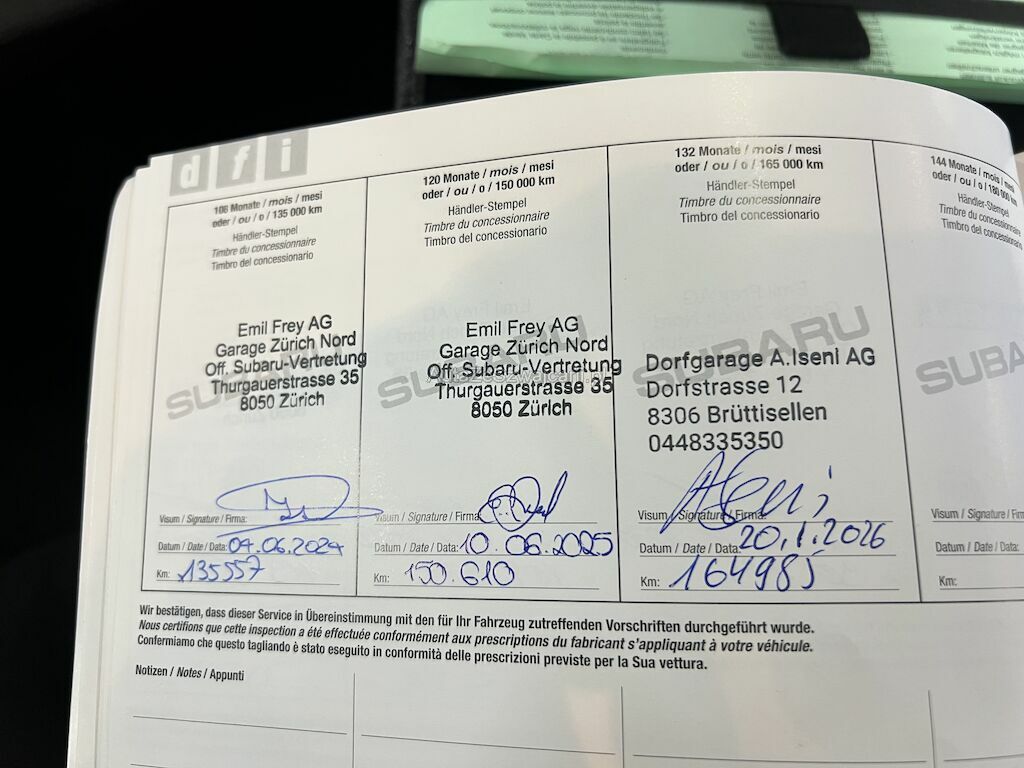 dfi
108 Monate / mois / mesi
oder / ou / o / 135 000 km
Händler-Stempel
Timbre du concessionnaire
Timbro del concessionario
SUBARU
Emil Frey AG
Garage Zürich Nord
Off. Subaru-Vertretung
Thurgauerstrasse 35
8050 Zürich
Visum / Signature / Firma:
Datum / Date / Data: 04.06.2024
Km: 135557
120 Monate / mois / mesi
oder / ou / o / 150 000 km
Händler-Stempel
Timbre du concessionnaire
Timbro del concessionario
SUBARU
Emil Frey AG
Garage Zürich Nord
Off. Subaru-Vertretung
Thurgauerstrasse 35
8050 Zürich
Visum / Signature / Firma:
Datum / Date / Data: 10.06.2025
Km: 150.610
132 Monate / mois / mesi
oder / ou / o / 165 000 km
Händler-Stempel
Timbre du concessionnaire
Timbro del concessionario
SUBARU
Dorfgarage A.Iseni AG
Dorfstrasse 12
8306 Brüttisellen
0448335350
Visum / Signature / Firma:
Datum / Date / Data: 20.1.2026
Km: 164985
144 Monate / mois / mesi
oder / ou / o / 180 000 km
Händler-Stempel
Timbre du concessionnaire
Timbro del concessionario
SUBA
Visum / Signature /
Datum / Date / Data:
Km:
Wir bestätigen, dass dieser Service in Übereinstimmung mit den für Ihr Fahrzeug zutreffenden Vorschriften durchgeführt wurde.
Nous certifions que cette inspection a été effectuée conformément aux prescriptions du fabricant s'appliquant à votre véhicule.
Confermiamo che questo tagliando è stato eseguito in conformità delle prescrizioni previste per la Sua vettura.
Notizen / Notes / Appunti